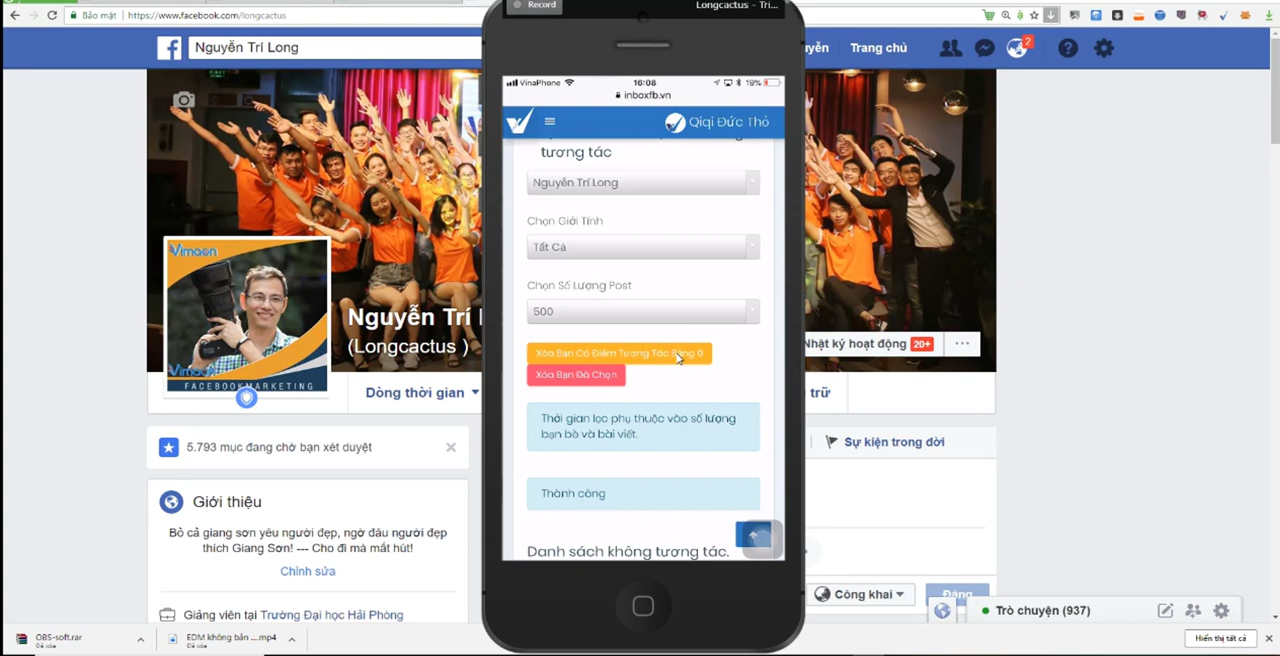 Record
Longcactus - Tri...
Bảo mật
https://www.facebook.com/longcactus
Nguyễn Trí Long
yễn
Trang chủ
2
VinaPhone
16:08
19%
inboxfb.vn
Qiqi Đức Thỏ
tương tác
Nguyễn Trí Long
Chọn Giới Tính
Tất Cả
Chọn Số Lượng Post
500
Xóa Bạn Có Điểm Tương Tác Bằng 0
Xóa Bạn Đã Chọn
Thời gian lọc phụ thuộc vào số lượng
bạn bè và bài viết.
Thành công
Danh sách không tương tác.
Vimaon
FACEBOOKMARKETING
Nguyễn Trí
(Longcactus )
Nhật ký hoạt động 20+
Dòng thời gian
trữ
5.793 mục đang chờ bạn xét duyệt
Sự kiện trong đời
Giới thiệu
Bỏ cả giang sơn yêu người đẹp, ngờ đâu người đẹp
thích Giang Sơn! --- Cho đi mà mất hút!
Chỉnh sửa
Giảng viên tại Trường Đại học Hải Phòng
Công khai
Đăng
Trò chuyện (937)
OBS-soft.rar
Đã xóa
EDM không bản ....mp4
Đã xóa
Hiển thị tất cả